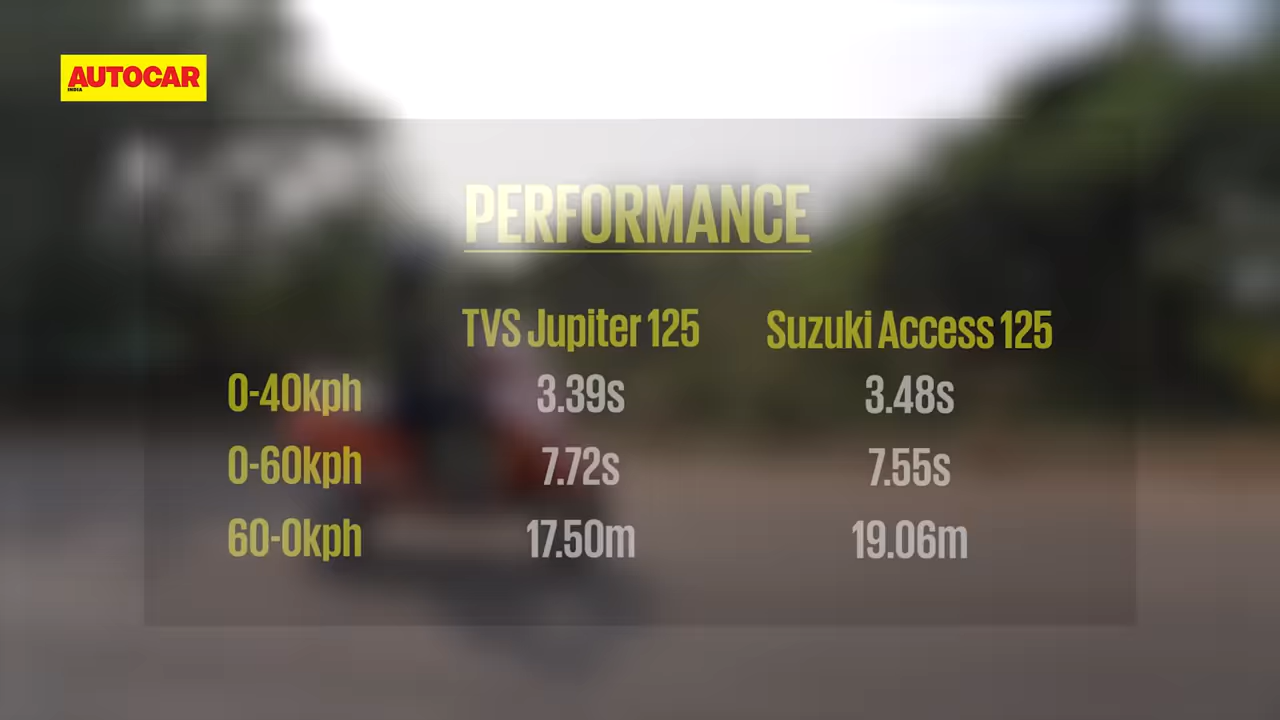 AUTOCAR
INDIA
PERFORMANCE
TVS Jupiter 125 Suzuki Access 125
0-40kph 3.39s 3.48s
0-60kph 7.72s 7.55s
60-0kph 17.50m 19.06m